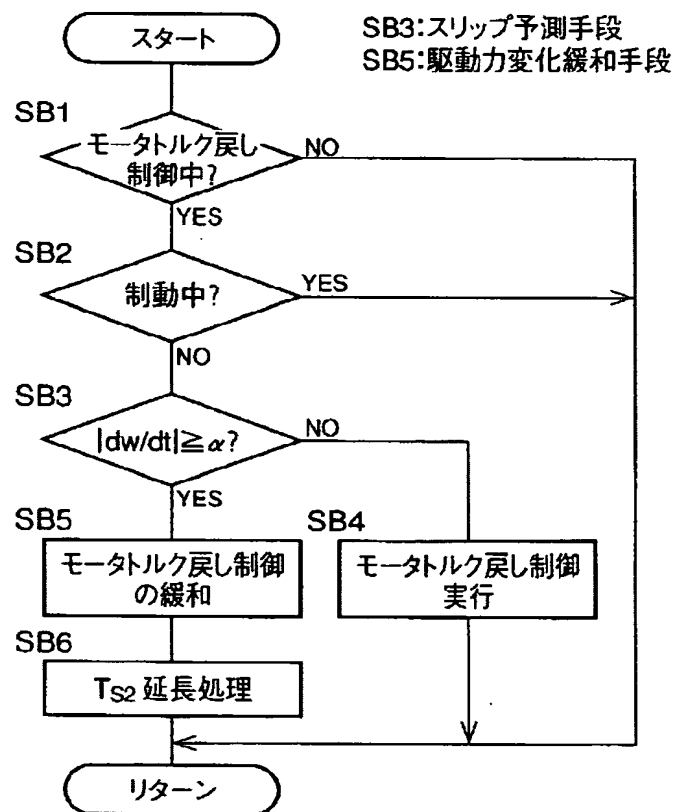 スタート
SB3:スリップ予測手段
SB5:駆動力変化緩和手段
SB1
モータトルク戻し
制御中?
NO
YES
SB2
制動中?
YES
NO
SB3
|dw/dt|≧α?
NO
YES
SB5
モータトルク戻し制御
の緩和
SB4
モータトルク戻し制御
実行
SB6
TS2 延長処理
リターン